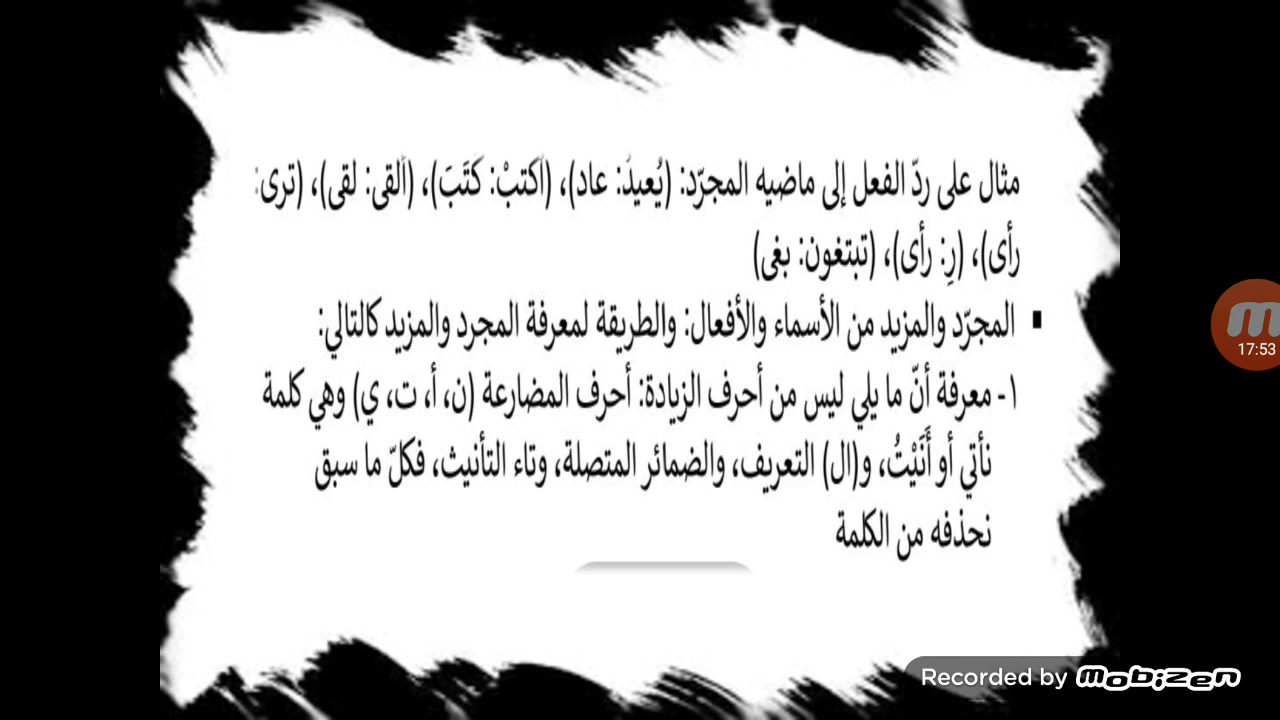 مثال على ردّ الفعل إلى ماضيه المجرّد: (يُعيدُ: عاد)، (اُكتبْ: كَتَبَ)، (ألقى: لقى)، (ترى:
رأى)، (رِ: رأى)، (تبتغون: بغى)
▪ المجرّد والمزيد من الأسماء والأفعال: والطريقة لمعرفة المجرد والمزيد كالتالي:
١- معرفة أنّ ما يلي ليس من أحرف الزيادة: أحرف المضارعة (ن، أ، ت، ي) وهي كلمة
نأتي أو أَنَيْتُ، و(ال) التعريف، والضمائر المتصلة، وتاء التأنيث، فكلّ ما سبق
نحذفه من الكلمة
17:53
Recorded by mobizen